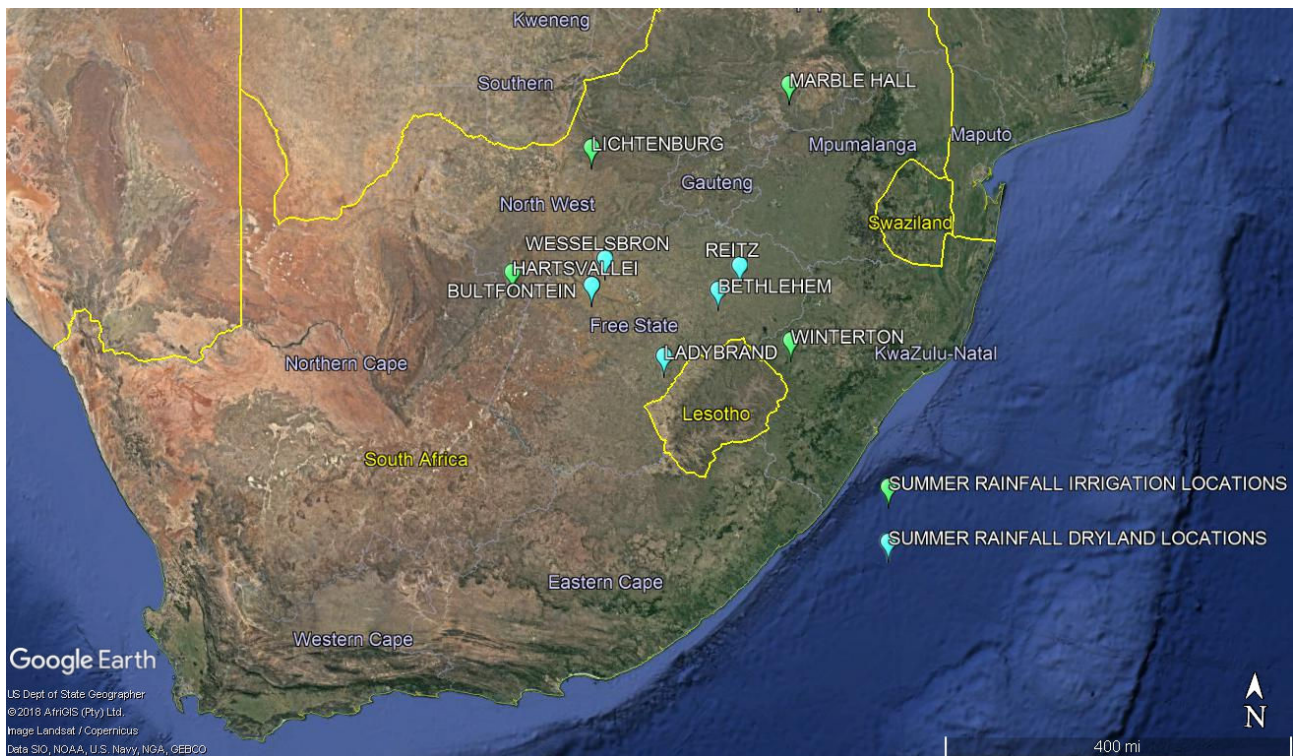 Kweneng
Southern
MARBLE HALL
Maputo
LICHTENBURG
Mpumalanga
Gauteng
North West
Swaziland
WESSELSBRON
REITZ
HARTSVALLEI
BULTFONTEIN
BETHLEHEM
Free State
WINTERTON
KwaZulu-Natal
LADYBRAND
Northern Cape
Lesotho
South Africa
SUMMER RAINFALL IRRIGATION LOCATIONS
SUMMER RAINFALL DRYLAND LOCATIONS
Eastern Cape
Western Cape
Google Earth
US Dept of State Geographer
©2018 AfriGIS (Pty) Ltd.
Image Landsat / Copernicus
Data SIO, NOAA, U.S. Navy, NGA, GEBCO
N
400 mi